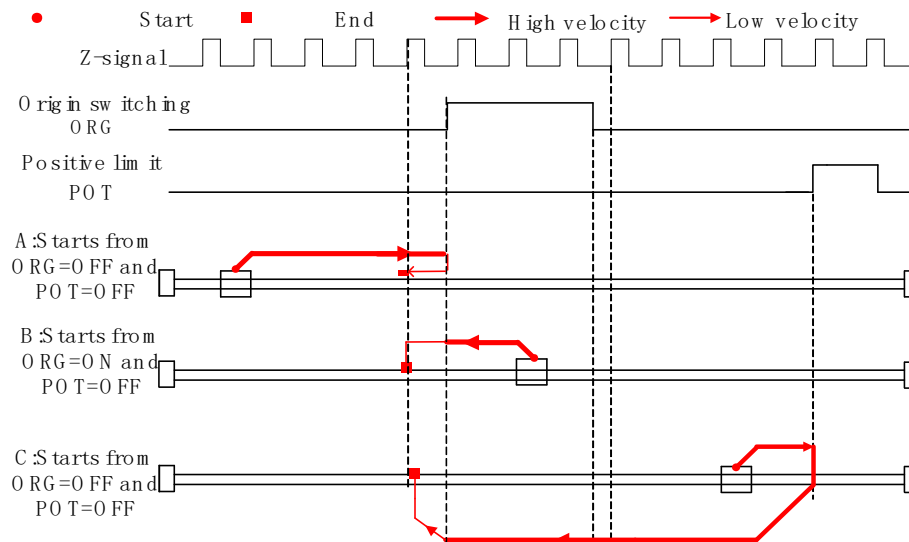 Start End High velocity Low velocity
Z-signal
Origin switching
ORG
Positive limit
POT
A:Starts from
ORG=OFF and
POT=OFF
B:Starts from
ORG=ON and
POT=OFF
C:Starts from
ORG=OFF and
POT=OFF